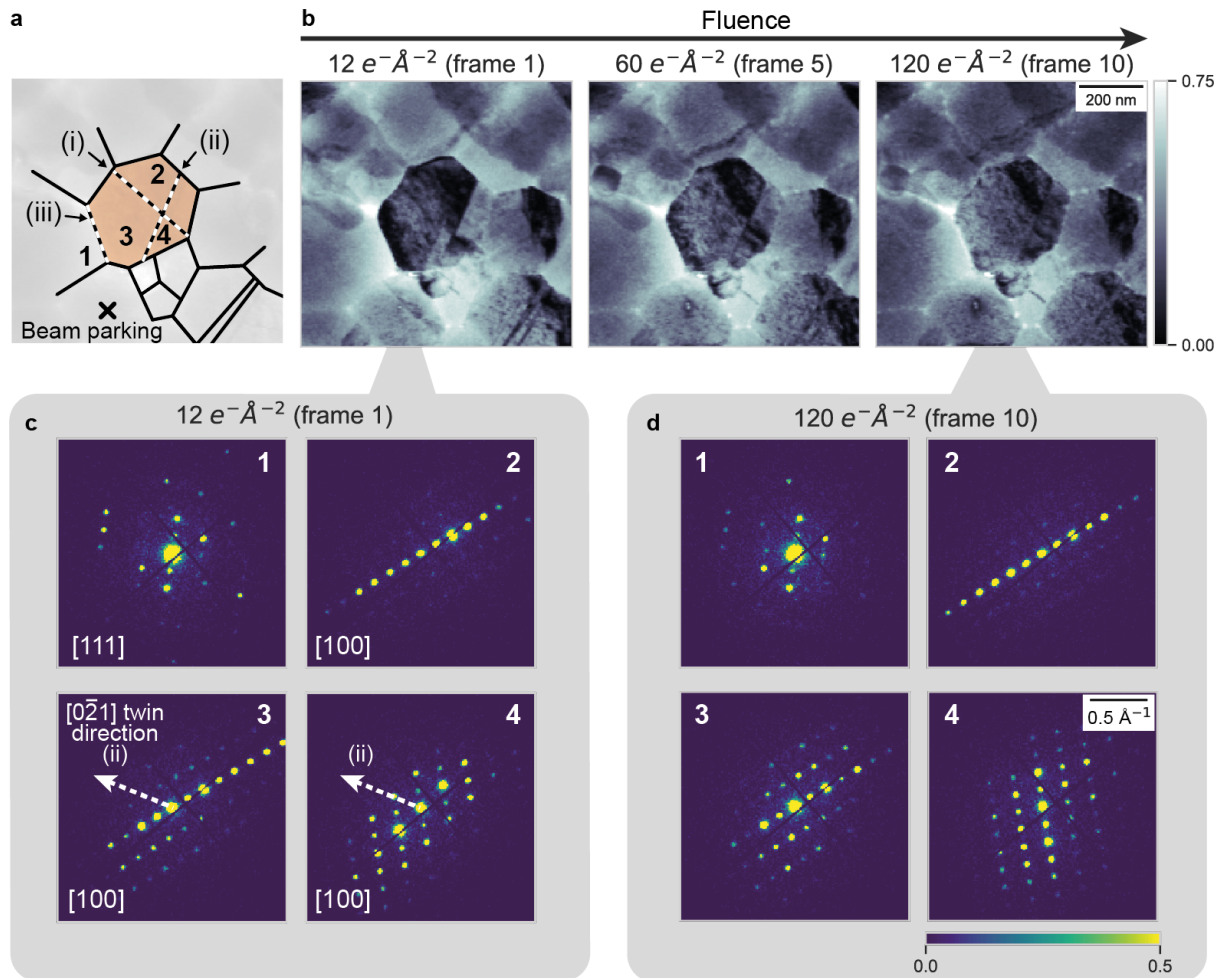 a
b
Fluence
12 e⁻Å⁻² (frame 1)
60 e⁻Å⁻² (frame 5)
120 e⁻Å⁻² (frame 10)
200 nm
0.75
0.00
(i)
(ii)
(iii)
2
3
4
1
Beam parking
12 e⁻Å⁻² (frame 1)
c
1
[111]
2
[100]
[02̄1] twin
direction
(ii)
3
[100]
(ii)
4
[100]
120 e⁻Å⁻² (frame 10)
d
1
2
3
4
0.5 Å⁻¹
0.0
0.5